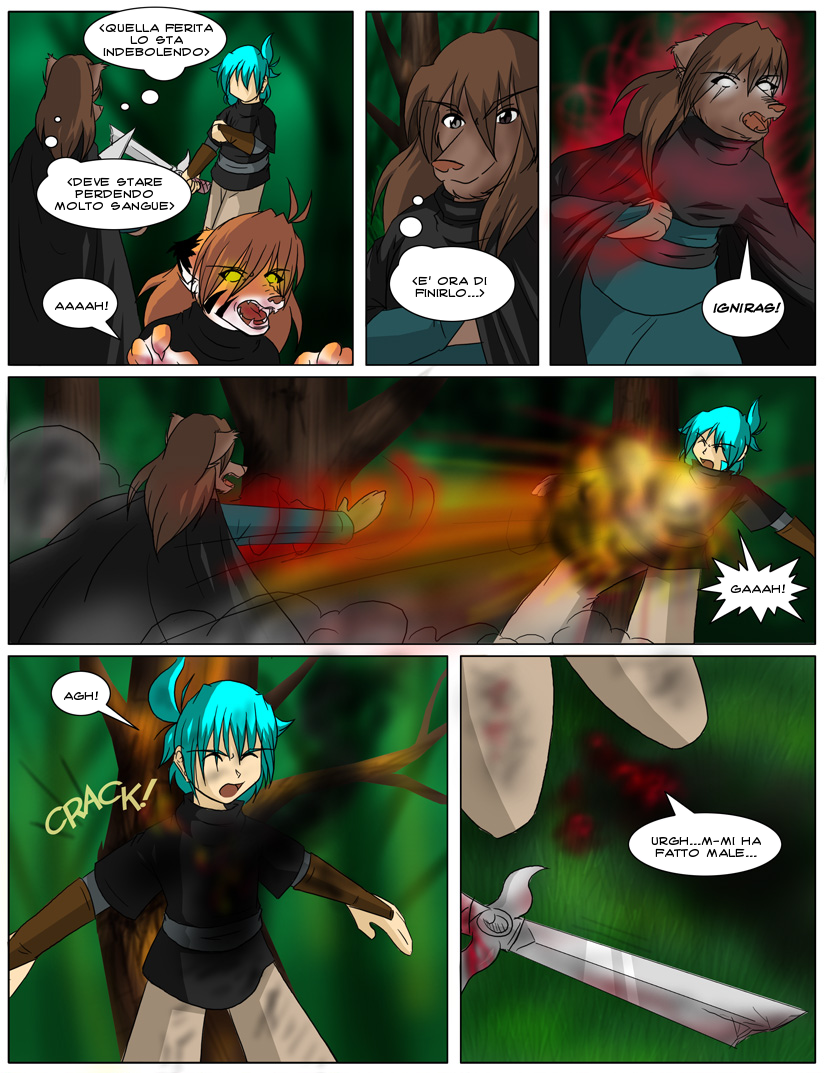 <QUELLA FERITA
LO STA
INDEBOLENDO>
<DEVE STARE
PERDENDO
MOLTO SANGUE>
AAAAH!
<E' ORA DI
FINIRLO...>
IGNIRAS!
GAAAH!
AGH!
CRACK!
URGH...M-MI HA
FATTO MALE...